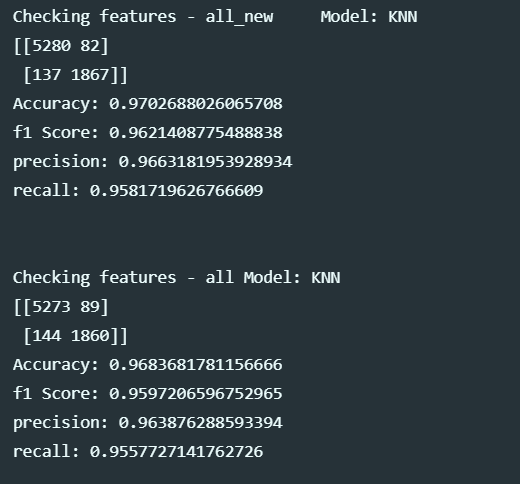 Checking features - all_new     Model: KNN
[[5280 82]
 [137 1867]]
Accuracy: 0.9702688026065708
f1 Score: 0.9621408775488838
precision: 0.9663181953928934
recall: 0.9581719626766609
Checking features - all Model: KNN
[[5273 89]
 [144 1860]]
Accuracy: 0.9683681781156666
f1 Score: 0.9597206596752965
precision: 0.963876288593394
recall: 0.9557727141762726